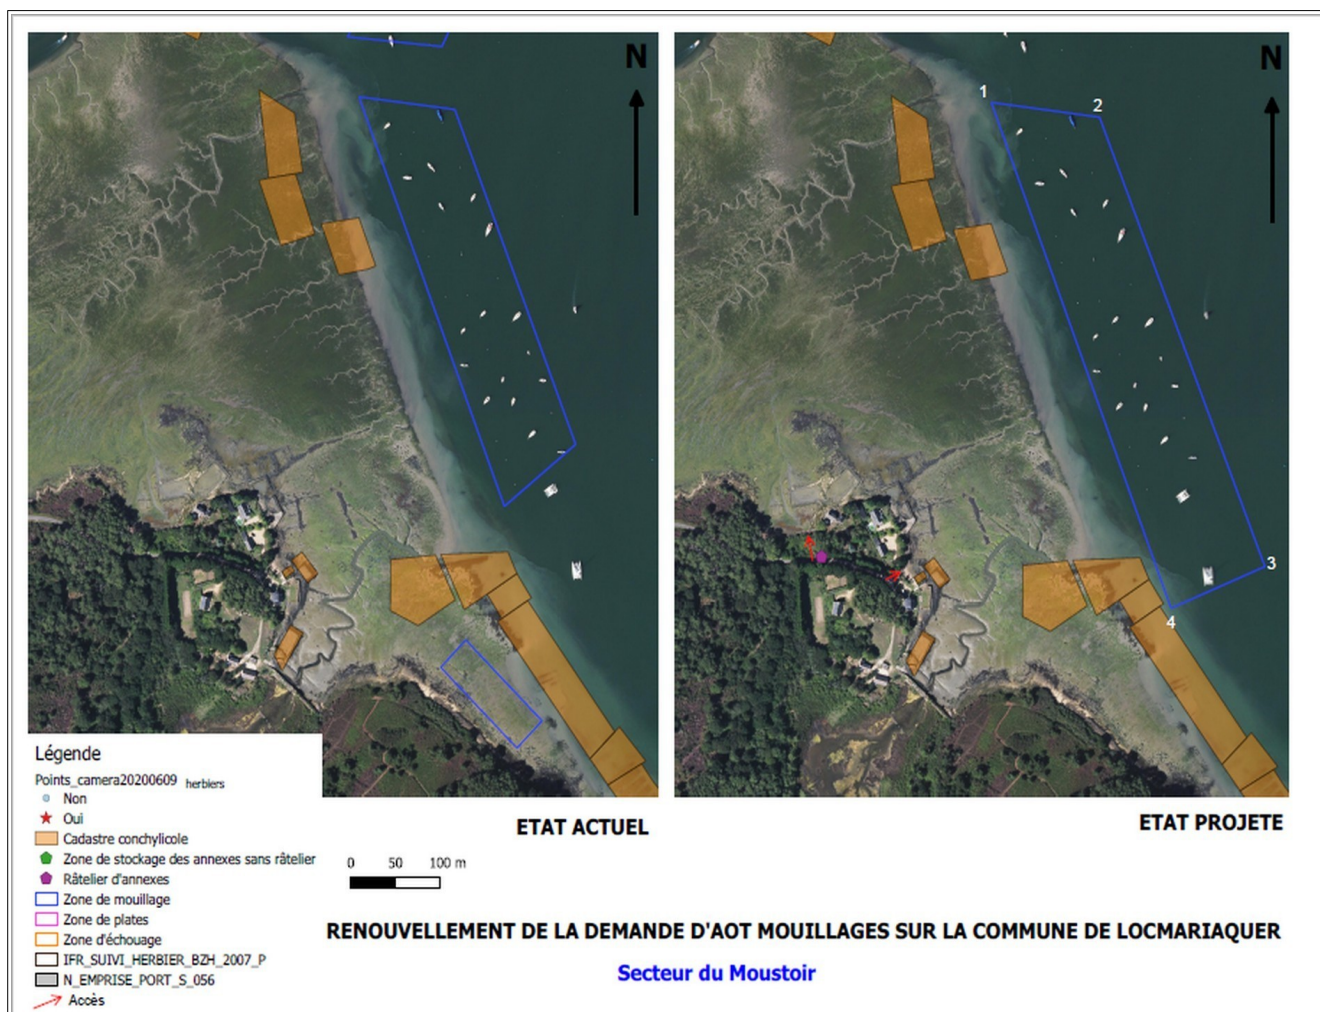 N
N
1
2
3
4
Légende
Points_camera20200609 herbiers
Non
Oui
Cadastre conchylicole
Zone de stockage des annexes sans râtelier
Râtelier d'annexes
Zone de mouillage
Zone de plates
Zone d'échouage
IFR_SUIVI_HERBIER_BZH_2007_P
N_EMPRISE_PORT_S_056
Accès
ETAT ACTUEL
ETAT PROJETE
0 50 100 m
RENOUVELLEMENT DE LA DEMANDE D'AOT MOUILLAGES SUR LA COMMUNE DE LOCMARIAQUER
Secteur du Moustoir